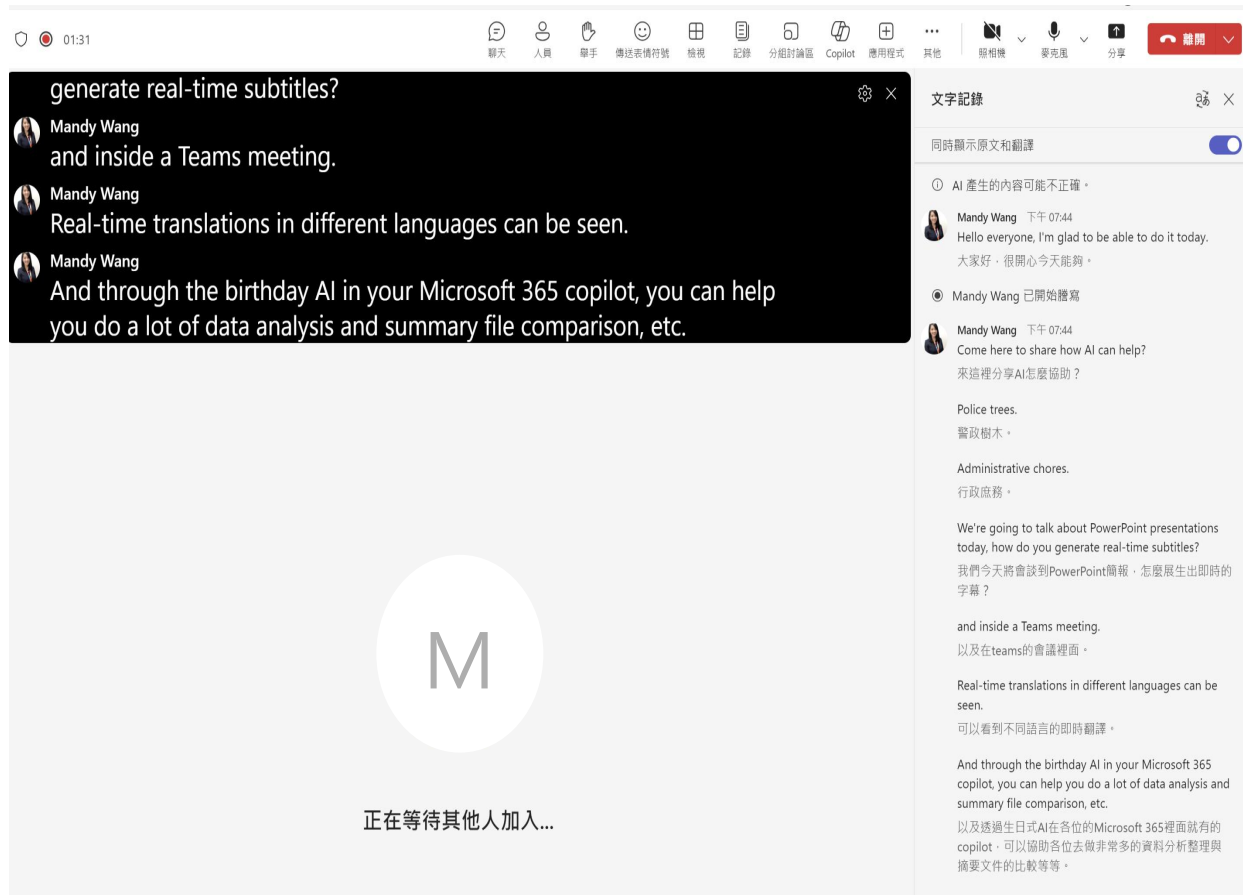 01:31
聊天 人員 舉手 傳送表情符號 檢視 記錄 分組討論區 Copilot 應用程式 其他 照相機 麥克風 分享 離開
generate real-time subtitles?
Mandy Wang
and inside a Teams meeting.
Mandy Wang
Real-time translations in different languages can be seen.
Mandy Wang
And through the birthday AI in your Microsoft 365 copilot, you can help
you do a lot of data analysis and summary file comparison, etc.
M
正在等待其他人加入...
文字記錄
同時顯示原文和翻譯
AI 產生的內容可能不正確。
Mandy Wang 下午 07:44
Hello everyone, I'm glad to be able to do it today.
大家好，很開心今天能夠。
Mandy Wang 已開始謄寫
Mandy Wang 下午 07:44
Come here to share how AI can help?
來這裡分享AI怎麼協助？
Police trees.
警政樹木。
Administrative chores.
行政庶務。
We're going to talk about PowerPoint presentations
today, how do you generate real-time subtitles?
我們今天將會談到PowerPoint簡報，怎麼展生出即時的
字幕？
and inside a Teams meeting.
以及在teams的會議裡面。
Real-time translations in different languages can be
seen.
可以看到不同語言的即時翻譯。
And through the birthday AI in your Microsoft 365
copilot, you can help you do a lot of data analysis and
summary file comparison, etc.
以及透過生日式AI在各位的Microsoft 365裡面就有的
copilot，可以協助各位去做非常多的資料分析整理與
摘要文件的比較等等。